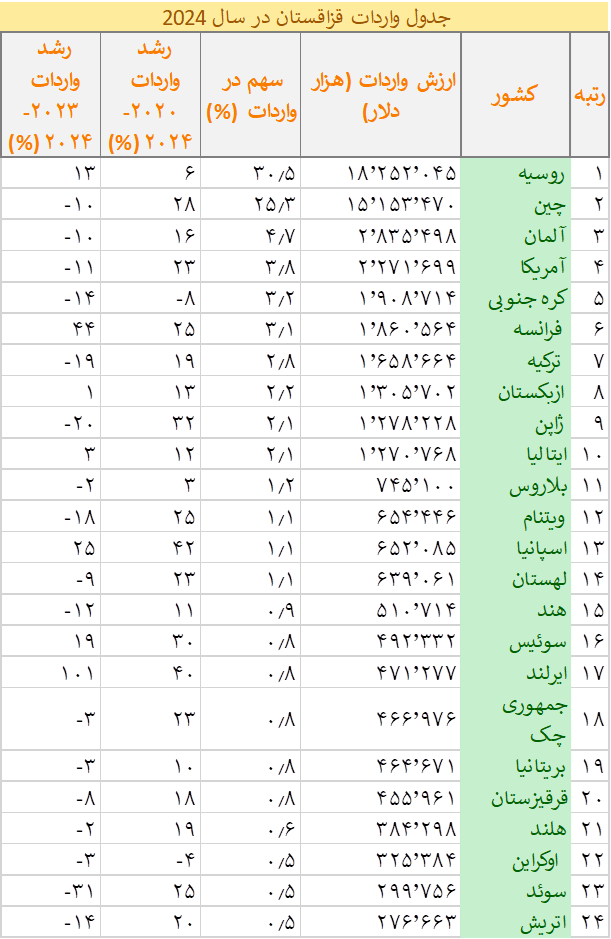 جدول واردات قزاقستان در سال 2024
رتبه کشور ارزش واردات (هزار دلار) سهم در واردات (%) رشد واردات ۲۰۲۰-۲۰۲۴ (%) رشد واردات ۲۰۲۳-۲۰۲۴ (%)
۱ روسیه ۱۸٬۲۵۲٬۰۴۵ ۳۰٫۵ ۶ ۱۳
۲ چین ۱۵٬۱۵۳٬۴۷۰ ۲۵٫۳ ۲۸ -۱۰
۳ آلمان ۲٬۸۳۵٬۴۹۸ ۴٫۷ ۱۶ -۱۰
۴ آمریکا ۲٬۲۷۱٬۶۹۹ ۳٫۸ ۲۳ -۱۱
۵ کره جنوبی ۱٬۹۰۸٬۷۱۴ ۳٫۲ -۸ -۱۴
۶ فرانسه ۱٬۸۶۰٬۵۶۴ ۳٫۱ ۲۵ ۴۴
۷ ترکیه ۱٬۶۵۸٬۶۶۴ ۲٫۸ ۱۹ -۱۹
۸ ازبکستان ۱٬۳۰۵٬۷۰۲ ۲٫۲ ۱۳ ۱
۹ ژاپن ۱٬۲۷۸٬۲۲۸ ۲٫۱ ۳۲ -۲۰
۱۰ ایتالیا ۱٬۲۷۰٬۷۶۸ ۲٫۱ ۱۲ ۳
۱۱ بلاروس ۷۴۵٬۱۰۰ ۱٫۲ ۳ -۲
۱۲ ویتنام ۶۵۴٬۴۴۶ ۱٫۱ ۲۵ -۱۸
۱۳ اسپانیا ۶۵۲٬۰۸۵ ۱٫۱ ۴۲ ۲۵
۱۴ لهستان ۶۳۹٬۰۶۱ ۱٫۱ ۲۳ -۹
۱۵ هند ۵۱۰٬۷۱۴ ۰٫۹ ۱۱ -۱۲
۱۶ سوئیس ۴۹۲٬۳۳۲ ۰٫۸ ۳۰ ۱۹
۱۷ ایرلند ۴۷۱٬۲۷۷ ۰٫۸ ۴۰ ۱۰۱
۱۸ جمهوری چک ۴۶۶٬۹۷۶ ۰٫۸ ۲۳ -۳
۱۹ بریتانیا ۴۶۴٬۶۷۱ ۰٫۸ ۱۰ -۳
۲۰ قرقیزستان ۴۵۵٬۹۶۱ ۰٫۸ ۱۸ -۸
۲۱ هلند ۳۸۴٬۲۹۸ ۰٫۶ ۱۹ -۲
۲۲ اوکراین ۳۲۵٬۳۸۴ ۰٫۵ -۴ -۳
۲۳ سوئد ۲۹۹٬۷۵۶ ۰٫۵ ۲۵ -۳۱
۲۴ اتریش ۲۷۶٬۶۶۳ ۰٫۵ ۲۰ -۱۴